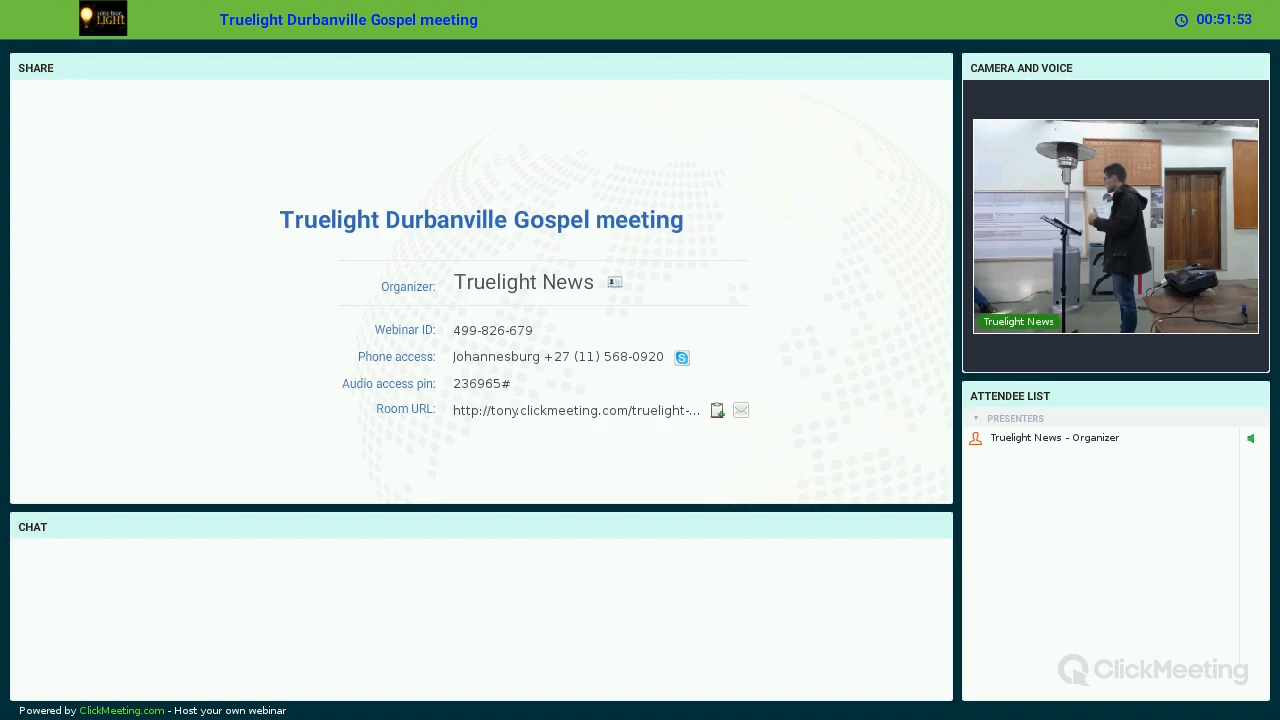 LIGHT
Truelight Durbanville Gospel meeting
00:51:53
SHARE
Truelight Durbanville Gospel meeting
Organizer: Truelight News
Webinar ID: 499-826-679
Phone access: Johannesburg +27 (11) 568-0920
Audio access pin: 236965#
Room URL: http://tony.clickmeeting.com/truelight-...
CHAT
CAMERA AND VOICE
Truelight News
ATTENDEE LIST
PRESENTERS
Truelight News - Organizer
ClickMeeting
Powered by ClickMeeting.com - Host your own webinar